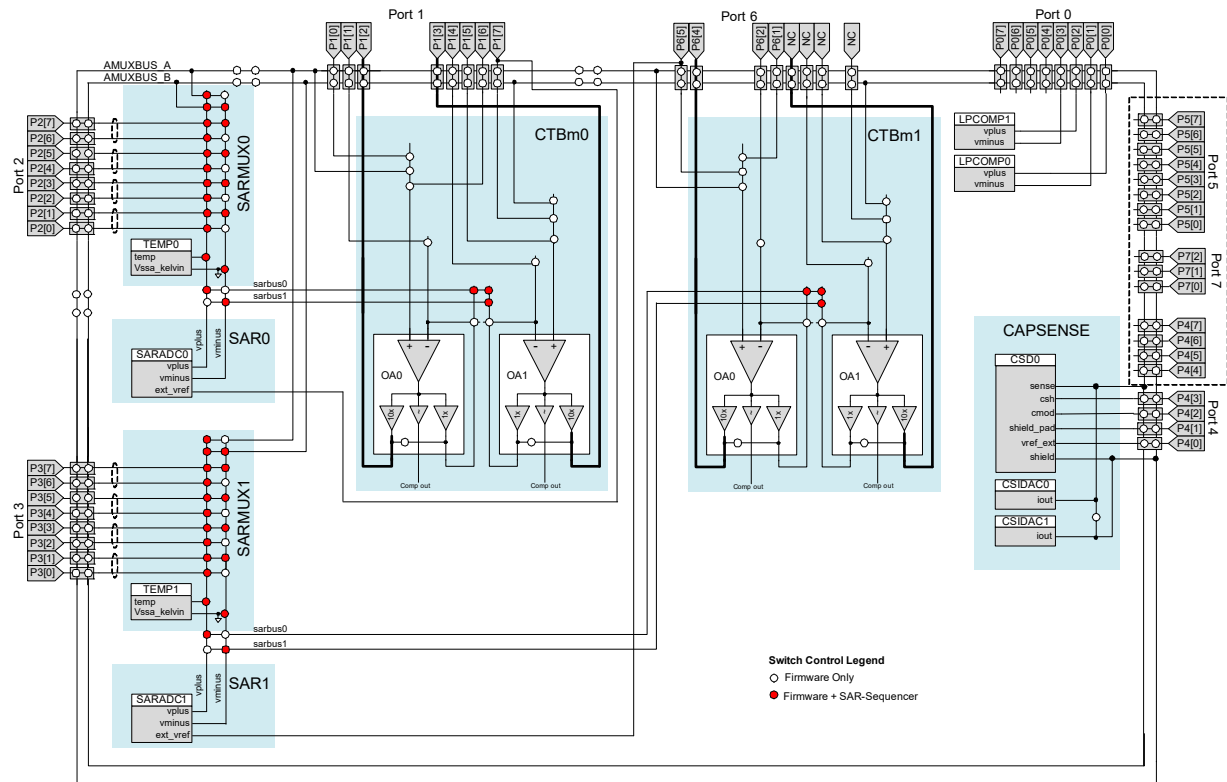 Port 1
Port 6
Port 0
P1[0]
P1[1]
P1[2]
P1[3]
P1[4]
P1[5]
P1[6]
P1[7]
P6[5]
P6[4]
P6[2]
P6[1]
NC
NC
NC
NC
P0[7]
P0[6]
P0[5]
P0[4]
P0[3]
P0[2]
P0[1]
P0[0]
AMUXBUS_A
AMUXBUS_B
Port 2
P2[7]
P2[6]
P2[5]
P2[4]
P2[3]
P2[2]
P2[1]
P2[0]
SARMUX0
TEMP0
temp
Vssa_kelvin
sarbus0
sarbus1
vplus
vminus
SAR0
SARADC0
vplus
vminus
ext_vref
CTBm0
OA0
+
-
10x
~
1x
OA1
-
+
1x
~
10x
Comp out
Comp out
CTBm1
OA0
+
-
10x
~
1x
OA1
-
+
1x
~
10x
Comp out
Comp out
LPCOMP1
vplus
vminus
LPCOMP0
vplus
vminus
P5[7]
P5[6]
P5[5]
P5[4]
P5[3]
P5[2]
P5[1]
P5[0]
Port 5
P7[2]
P7[1]
P7[0]
Port 7
P4[7]
P4[6]
P4[5]
P4[4]
P4[3]
P4[2]
P4[1]
P4[0]
Port 4
CAPSENSE
CSD0
sense
csh
cmod
shield_pad
vref_ext
shield
CSIDAC0
iout
CSIDAC1
iout
Port 3
P3[7]
P3[6]
P3[5]
P3[4]
P3[3]
P3[2]
P3[1]
P3[0]
SARMUX1
TEMP1
temp
Vssa_kelvin
sarbus0
sarbus1
vplus
vminus
SAR1
SARADC1
vplus
vminus
ext_vref
Switch Control Legend
Firmware Only
Firmware + SAR-Sequencer